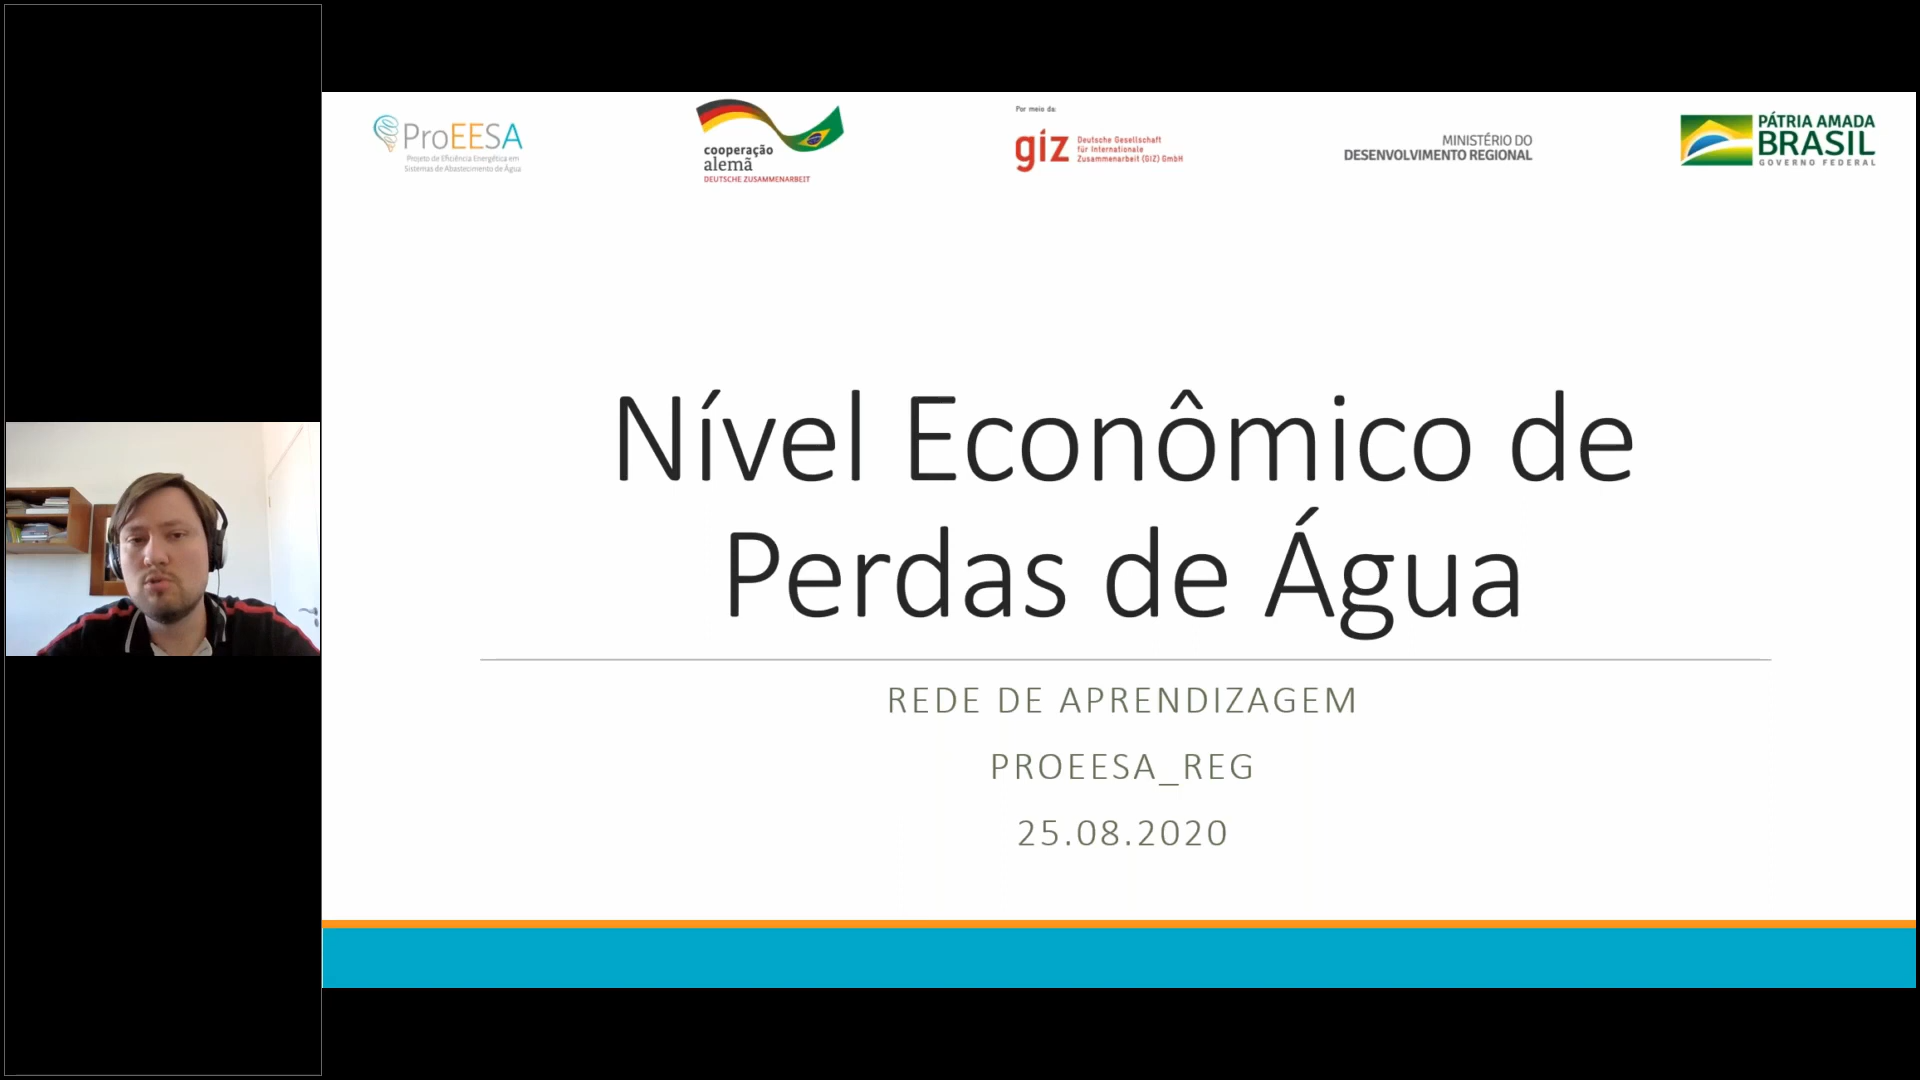 ProEESA
Projeto de Eficiência Energética em
Sistemas de Abastecimento de Água
cooperação
alemã
DEUTSCHE ZUSAMMENARBEIT
Por meio da:
giz
Deutsche Gesellschaft
für Internationale
Zusammenarbeit (GIZ) GmbH
MINISTÉRIO DO
DESENVOLVIMENTO REGIONAL
PÁTRIA AMADA
BRASIL
GOVERNO FEDERAL
Nível Econômico de
Perdas de Água
REDE DE APRENDIZAGEM
PROEESA_REG
25.08.2020